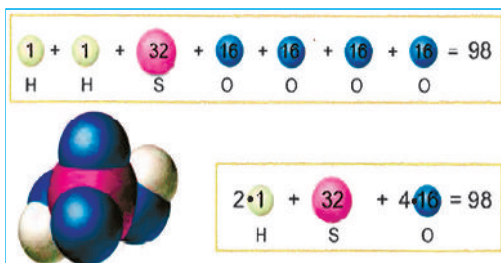 1 + 1 + 32 + 16 + 16 + 16 + 16 = 98
H H S O O O O
2•1 + 32 + 4•16 = 98
H S O